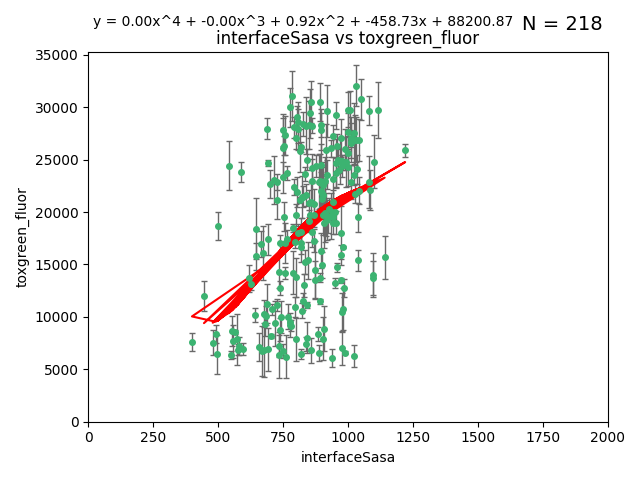 y = 0.00x^4 + -0.00x^3 + 0.92x^2 + -458.73x + 88200.87 N = 218
interfaceSasa vs toxgreen_fluor
35000
30000
25000
20000
15000
10000
5000
0
toxgreen_fluor
0 250 500 750 1000 1250 1500 1750 2000
interfaceSasa